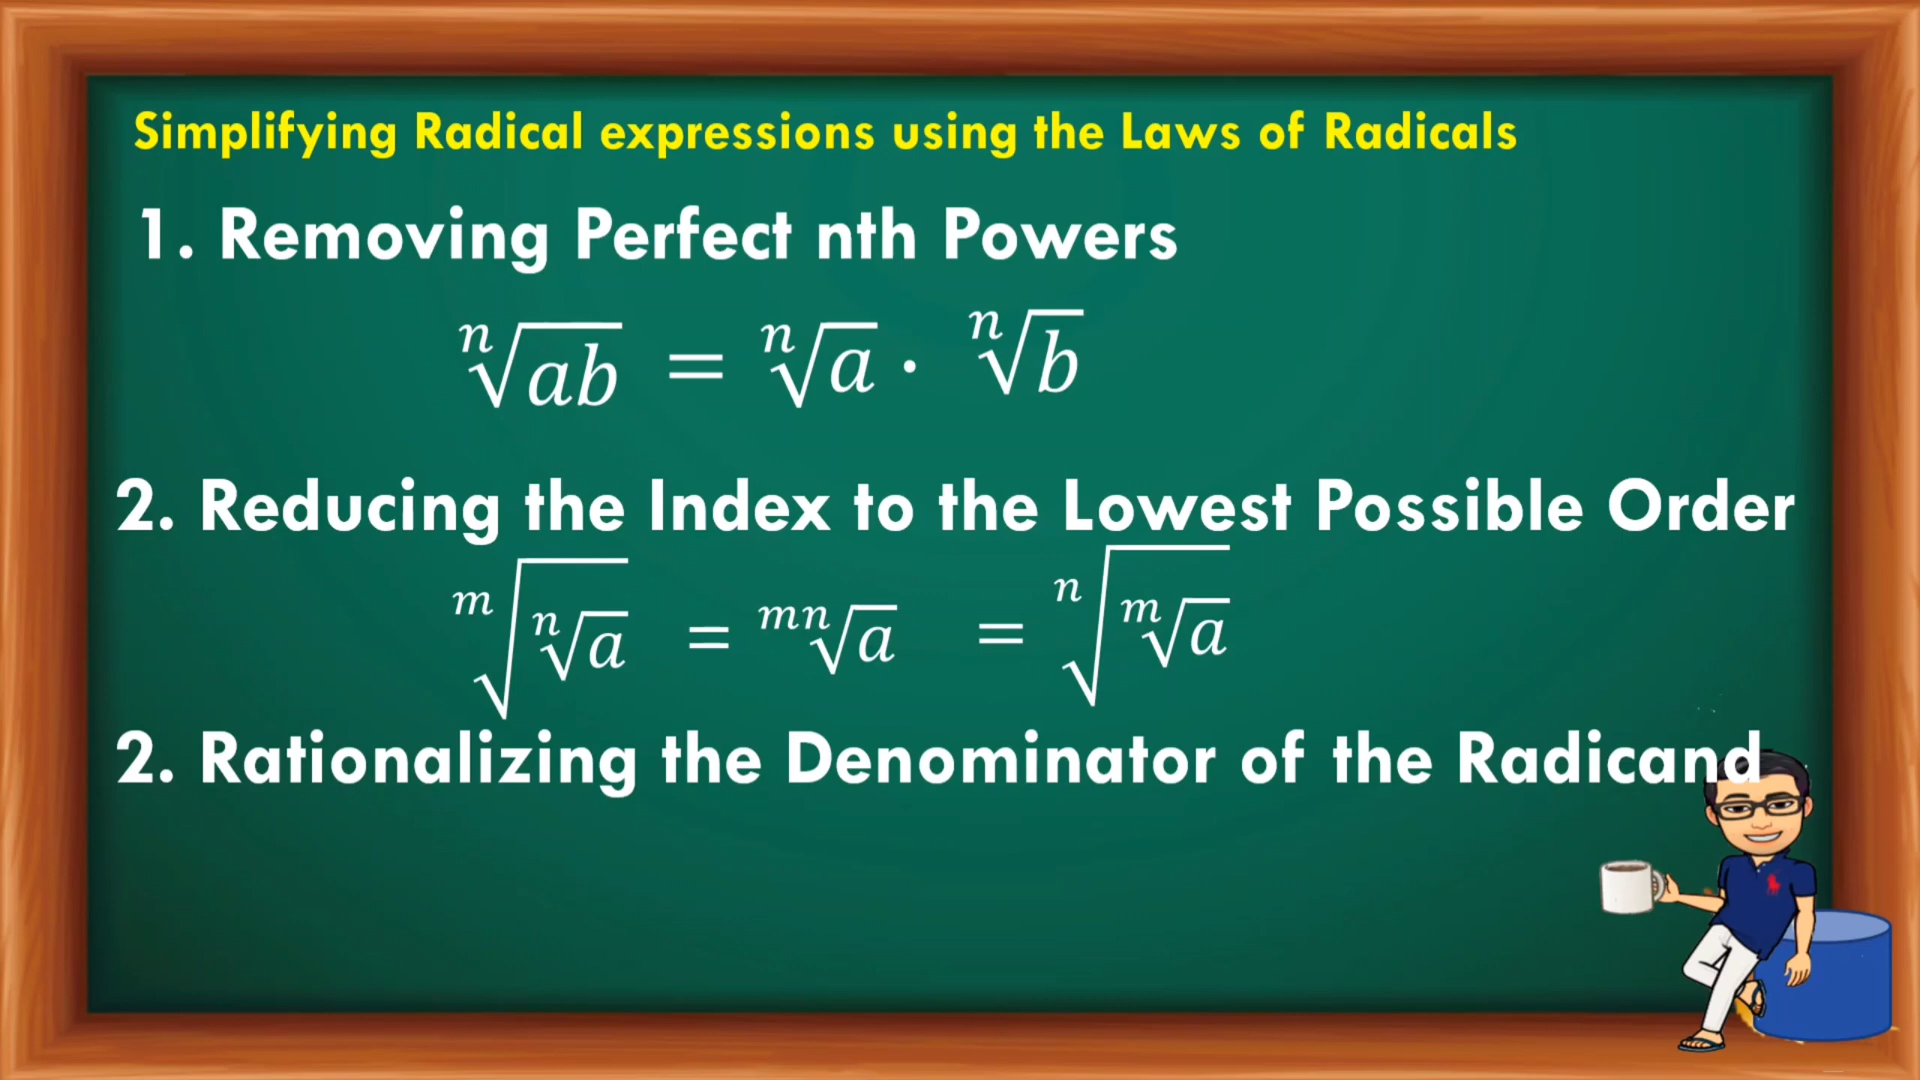 Simplifying Radical expressions using the Laws of Radicals
1. Removing Perfect nth Powers
ⁿ√ab = ⁿ√a · ⁿ√b
2. Reducing the Index to the Lowest Possible Order
ᵐ√(ⁿ√a) = ᵐⁿ√a = ⁿ√(ᵐ√a)
2. Rationalizing the Denominator of the Radicand